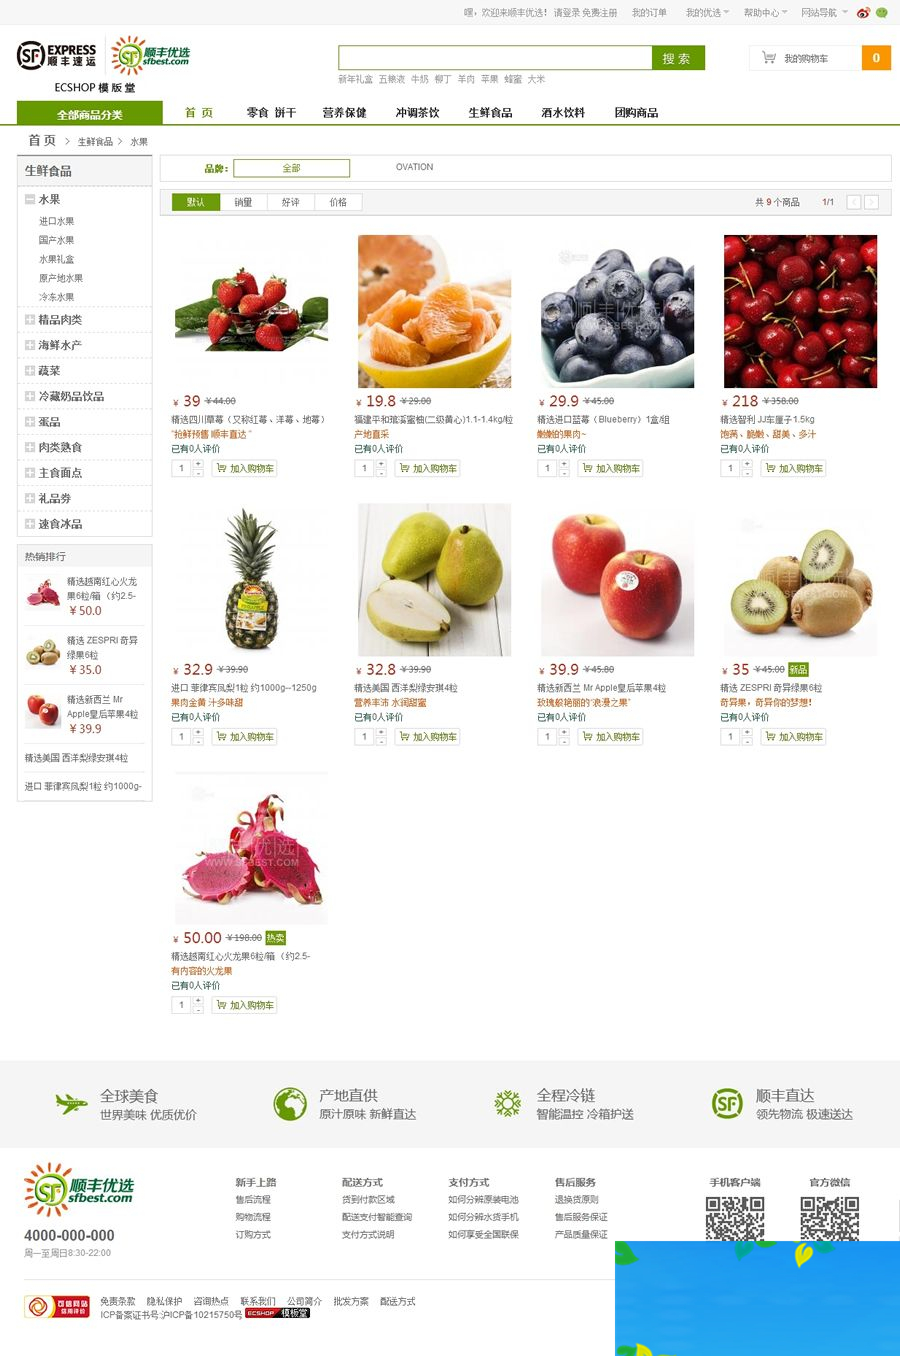 嘿，欢迎来顺丰优选！ 请登录 免费注册 我的订单 我的优选 帮助中心 网站导航
SF EXPRESS 顺丰速运 SF 顺丰优选 sfbest.com
ECSHOP 模版堂
搜 索
我的购物车 0
新年礼盒 五粮液 牛奶 柳丁 羊肉 苹果 蜂蜜 大米
全部商品分类 首 页 零食 饼干 营养保健 冲调茶饮 生鲜食品 酒水饮料 团购商品
首 页 > 生鲜食品 > 水果
生鲜食品
水果
进口水果
国产水果
水果礼盒
原产地水果
冷冻水果
精品肉类
海鲜水产
蔬菜
冷藏奶品饮品
蛋品
肉类熟食
主食面点
礼品券
速食冰品
热销排行
精选越南红心火龙
果6粒/箱（约2.5-
¥50.0
精选 ZESPRI 奇异
绿果6粒
¥35.0
精选新西兰 Mr
Apple皇后苹果4粒
¥39.9
精选美国 西洋梨绿安琪4粒
进口 菲律宾凤梨1粒 约1000g-
品牌： 全部 OVATION
默认 销量 好评 价格 共 9 个商品 1/1
¥ 39 ¥44.00
精选四川草莓（又称红莓、洋莓、地莓）
“抢鲜预售 顺丰直达 ”
已有0人评价
1 加入购物车
¥ 19.8 ¥29.00
福建平和琯溪蜜柚(二级黄心)1.1-1.4kg/粒
产地直采
已有0人评价
1 加入购物车
¥ 29.9 ¥45.00
精选进口蓝莓（Blueberry）1盒/组
嫩嫩的果肉~
已有0人评价
1 加入购物车
¥ 218 ¥358.00
精选智利 JJ车厘子1.5kg
饱满、脆嫩、甜美、多汁
已有0人评价
1 加入购物车
¥ 32.9 ¥39.90
进口 菲律宾凤梨1粒 约1000g--1250g
果肉金黄 汁多味甜
已有0人评价
1 加入购物车
¥ 32.8 ¥39.90
精选美国 西洋梨绿安琪4粒
营养丰沛 水润甜蜜
已有0人评价
1 加入购物车
¥ 39.9 ¥45.80
精选新西兰 Mr Apple皇后苹果4粒
玫瑰般艳丽的“浪漫之果”
已有0人评价
1 加入购物车
¥ 35 ¥45.00 新品
精选 ZESPRI 奇异绿果6粒
奇异果，奇异你的梦想！
已有0人评价
1 加入购物车
¥ 50.00 ¥198.00 热卖
精选越南红心火龙果6粒/箱（约2.5-
有内容的火龙果
已有0人评价
1 加入购物车
全球美食
世界美味 优质优价
产地直供
原汁原味 新鲜直达
全程冷链
智能温控 冷箱护送
SF
顺丰直达
领先物流 极速送达
SF 顺丰优选 sfbest.com
4000-000-000
周一至周日8:30-22:00
新手上路
售后流程
购物流程
订购方式
配送方式
货到付款区域
配送支付智能查询
支付方式说明
支付方式
如何分辨原装电池
如何分辨水货手机
如何享受全国联保
售后服务
退换货原则
售后服务保证
产品质量保证
手机客户端 官方微信
可信网站
免责条款 隐私保护 咨询热点 联系我们 公司简介 批发方案 配送方式
ICP备案证书号:沪ICP备10215750号 ECSHOP 模板堂